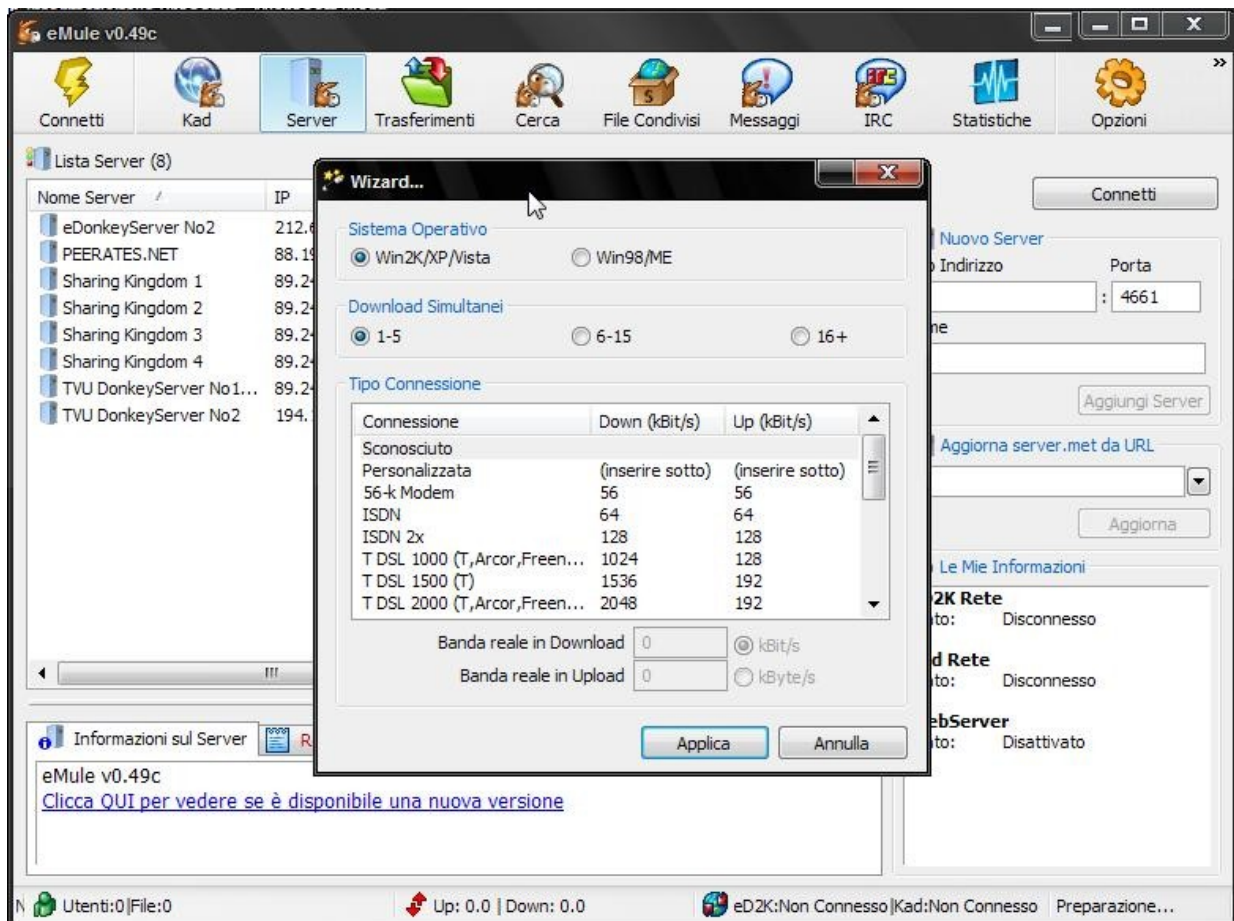 eMule v0.49c
Connetti Kad Server Trasferimenti Cerca File Condivisi Messaggi IRC Statistiche Opzioni
Lista Server (8)
Nome Server IP
eDonkeyServer No2 212.
PEERATES.NET 88.19
Sharing Kingdom 1 89.24
Sharing Kingdom 2 89.24
Sharing Kingdom 3 89.24
Sharing Kingdom 4 89.24
TVU DonkeyServer No1... 89.24
TVU DonkeyServer No2 194.
Wizard...
Sistema Operativo
Win2K/XP/Vista Win98/ME
Download Simultanei
1-5 6-15 16+
Tipo Connessione
Connessione Down (kBit/s) Up (kBit/s)
Sconosciuto
Personalizzata (inserire sotto) (inserire sotto)
56-k Modem 56 56
ISDN 64 64
ISDN 2x 128 128
T DSL 1000 (T,Arcor,Freen... 1024 128
T DSL 1500 (T) 1536 192
T DSL 2000 (T,Arcor,Freen... 2048 192
Banda reale in Download 0 kBit/s
Banda reale in Upload 0 kByte/s
Applica Annulla
Connetti
Nuovo Server
Indirizzo Porta
: 4661
me
Aggiungi Server
Aggiorna server.met da URL
Aggiorna
Le Mie Informazioni
2K Rete
to: Disconnesso
d Rete
to: Disconnesso
ebServer
to: Disattivato
Informazioni sul Server R
eMule v0.49c
Clicca QUI per vedere se è disponibile una nuova versione
N Utenti:0|File:0 Up: 0.0 | Down: 0.0 eD2K:Non Connesso|Kad:Non Connesso Preparazione...